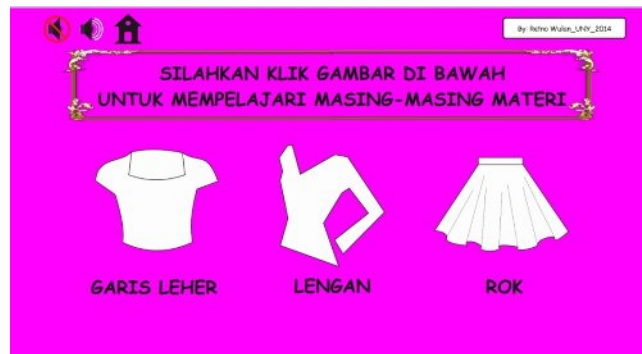 By: Retno Wulan_UNY_2014
SILAHKAN KLIK GAMBAR DI BAWAH
UNTUK MEMPELAJARI MASING-MASING MATERI
GARIS LEHER
LENGAN
ROK